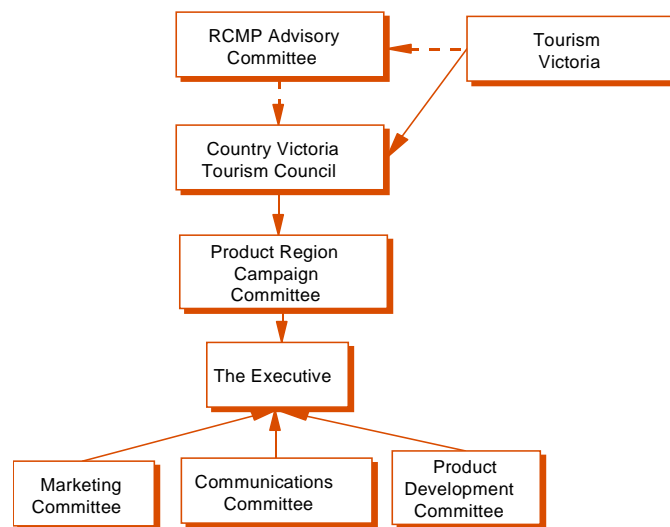 RCMP Advisory
Committee
Tourism
Victoria
Country Victoria
Tourism Council
Product Region
Campaign
Committee
The Executive
Marketing
Committee
Communications
Committee
Product
Development
Committee